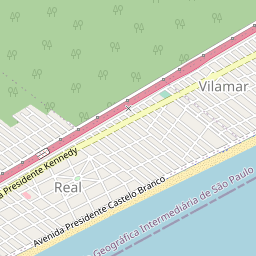 Vilamar
Presidente Kennedy
Real
Avenida Presidente Castelo Branco
Geográfica Intermediária de São Paulo